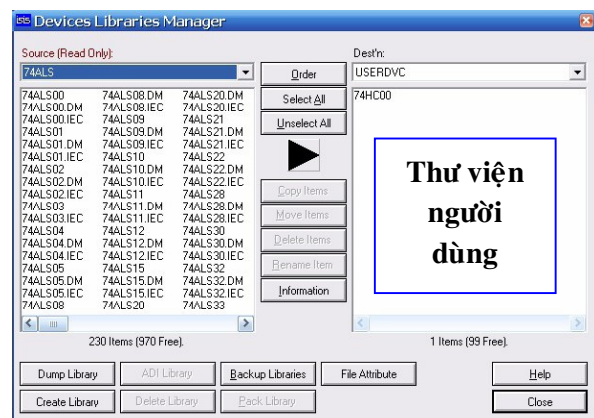 isis Devices Libraries Manager
Source (Read Only):
Dest'n:
74ALS
Order
USERDVC
74ALS00 74ALS08.DM 74ALS20.DM
74ALS00.DM 74ALS08.IEC 74ALS20.IEC
74ALS00.IEC 74ALS09 74ALS21
74ALS01 74ALS09.DM 74ALS21.DM
74ALS01.DM 74ALS09.IEC 74ALS21.IEC
74ALS01.IEC 74ALS10 74ALS22
74ALS02 74ALS10.DM 74ALS22.DM
74ALS02.DM 74ALS10.IEC 74ALS22.IEC
74ALS02.IEC 74ALS11 74ALS28
74ALS03 74ALS11.DM 74ALS28.DM
74ALS03.IEC 74ALS11.IEC 74ALS28.IEC
74ALS04 74ALS12 74ALS30
74ALS04.DM 74ALS12.DM 74ALS30.DM
74ALS04.IEC 74ALS12.IEC 74ALS30.IEC
74ALS05 74ALS15 74ALS32
74ALS05.DM 74ALS15.DM 74ALS32.DM
74ALS05.IEC 74ALS15.IEC 74ALS32.IEC
74ALS08 74ALS20 74ALS33
Select All
Unselect All
Copy Items
Move Items
Delete Items
Rename Item
Information
74HC00
Thư viện
người
dùng
230 Items (970 Free).
1 Items (99 Free).
Dump Library ADI Library Backup Libraries File Attribute Help
Create Library Delete Library Pack Library Close